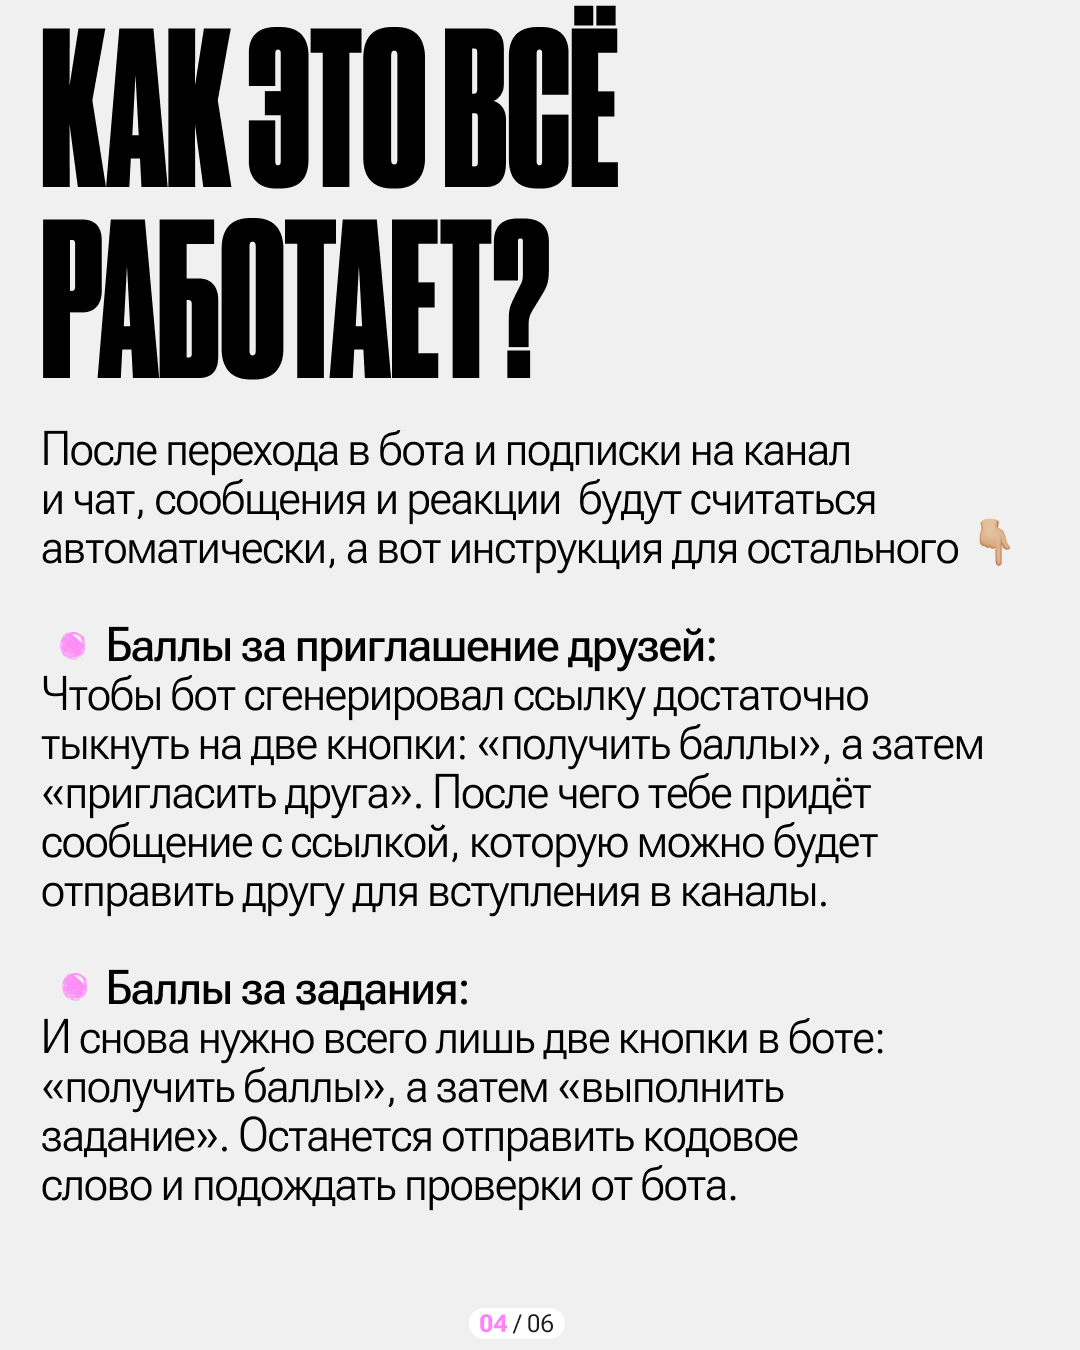 КАК ЭТО ВСЁ
РАБОТАЕТ?
После перехода в бота и подписки на канал
и чат, сообщения и реакции  будут считаться
автоматически, а вот инструкция для остального 👇🏼
Баллы за приглашение друзей:
Чтобы бот сгенерировал ссылку достаточно
тыкнуть на две кнопки: «получить баллы», а затем
«пригласить друга». После чего тебе придёт
сообщение с ссылкой, которую можно будет
отправить другу для вступления в каналы.
Баллы за задания:
И снова нужно всего лишь две кнопки в боте:
«получить баллы», а затем «выполнить
задание». Останется отправить кодовое
слово и подождать проверки от бота.
04 / 06